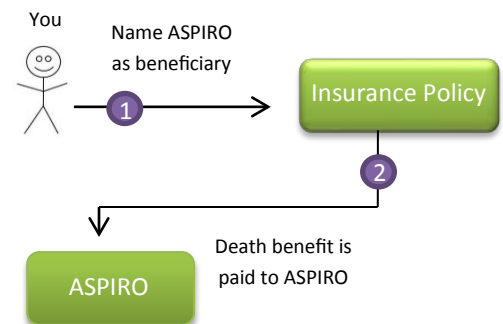 You
Name ASPIRO
as beneficiary
1
Insurance Policy
2
Death benefit is
paid to ASPIRO
ASPIRO